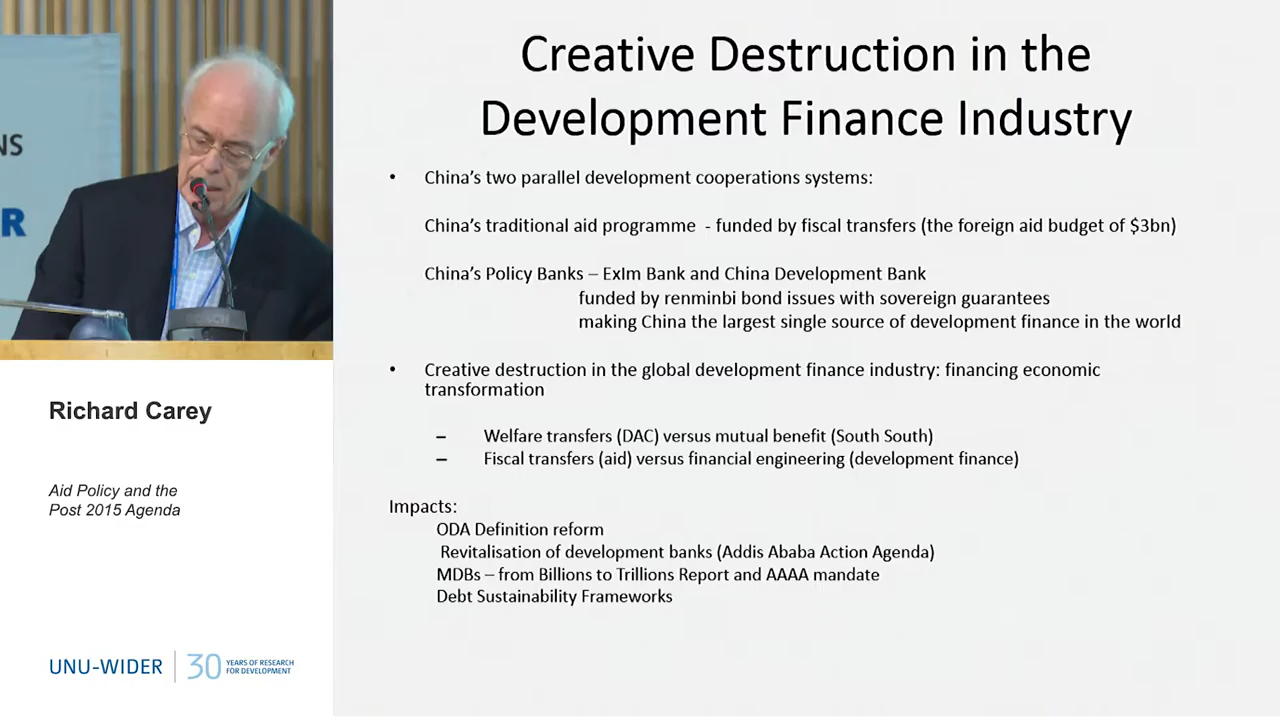 NS
R
Creative Destruction in the
Development Finance Industry
• China's two parallel development cooperations systems:
China's traditional aid programme - funded by fiscal transfers (the foreign aid budget of $3bn)
China's Policy Banks – ExIm Bank and China Development Bank
funded by renminbi bond issues with sovereign guarantees
making China the largest single source of development finance in the world
• Creative destruction in the global development finance industry: financing economic
transformation
– Welfare transfers (DAC) versus mutual benefit (South South)
– Fiscal transfers (aid) versus financial engineering (development finance)
Impacts:
ODA Definition reform
Revitalisation of development banks (Addis Ababa Action Agenda)
MDBs – from Billions to Trillions Report and AAAA mandate
Debt Sustainability Frameworks
Richard Carey
Aid Policy and the
Post 2015 Agenda
UNU-WIDER
30 YEARS OF RESEARCH
FOR DEVELOPMENT